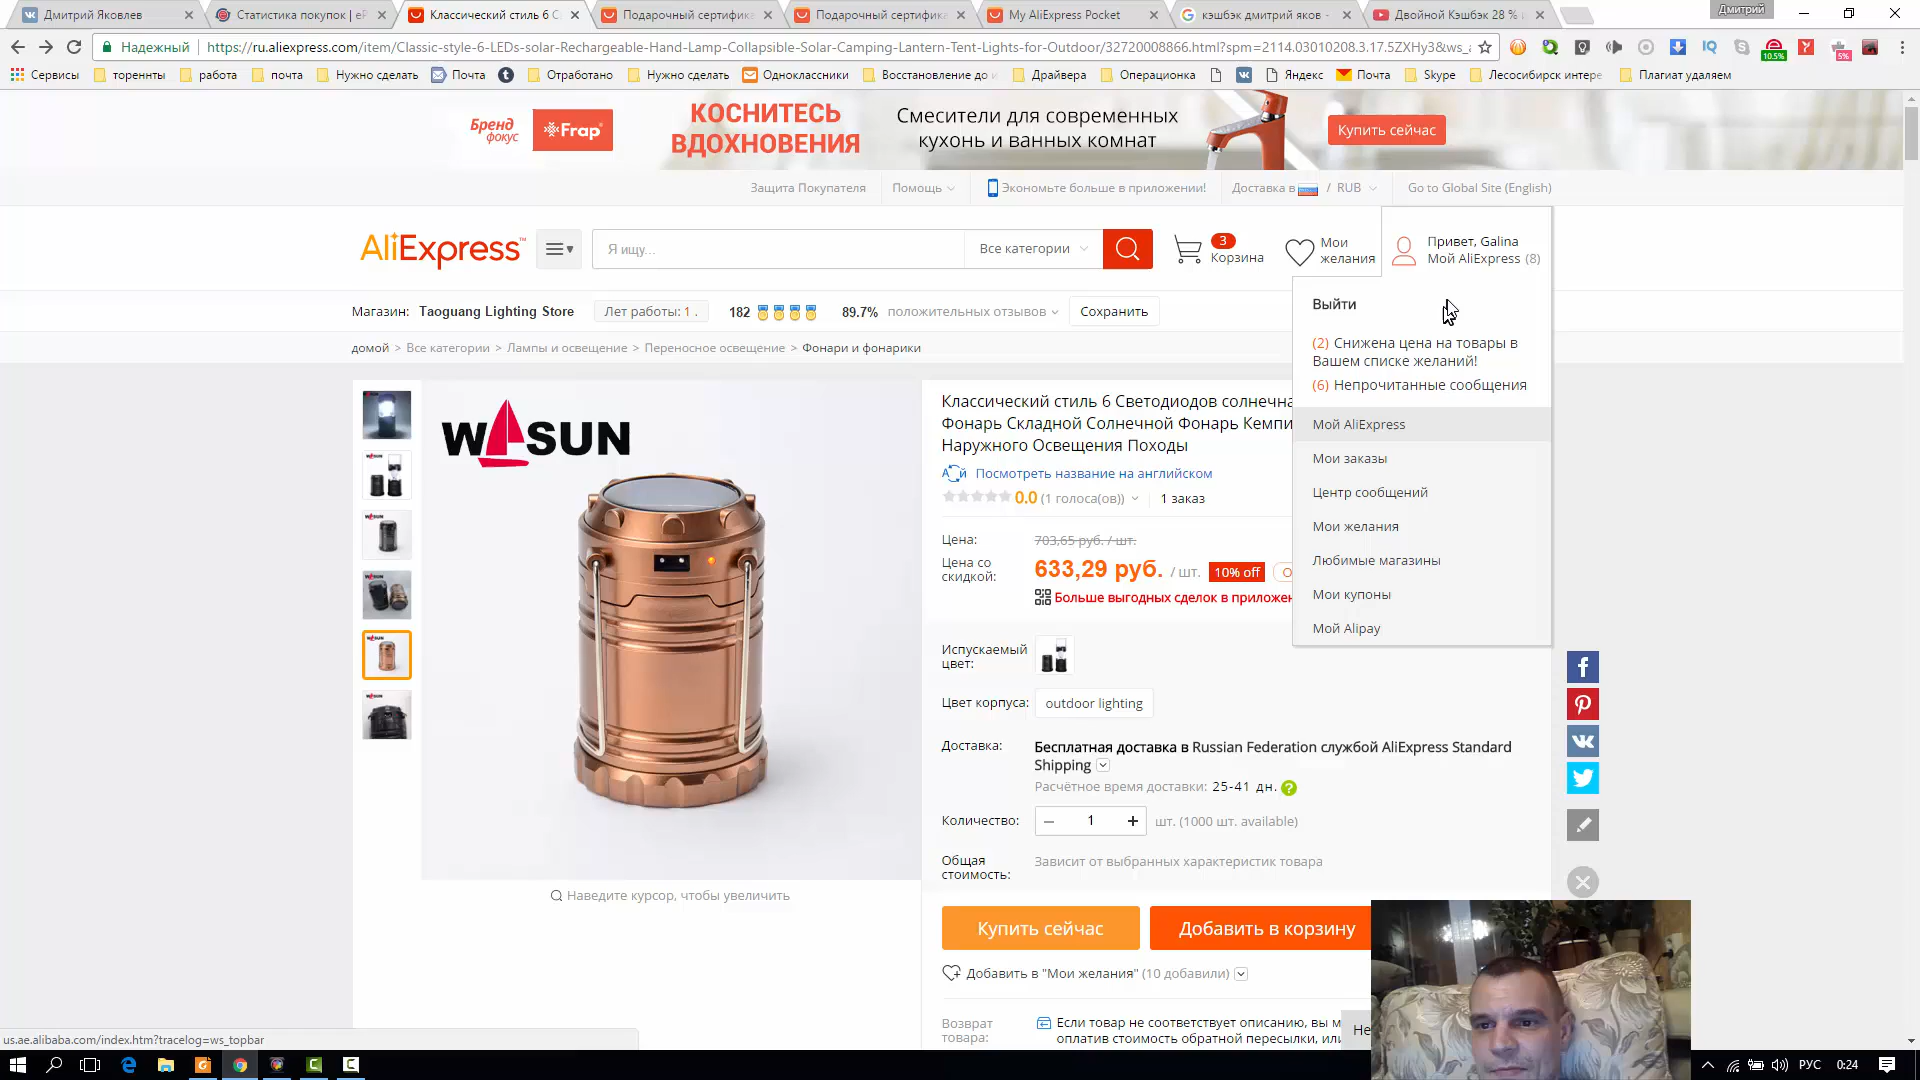 Дмитрий Яковлев
Статистика покупок | eP
Классический стиль 6 С
Подарочный сертифика
Подарочный сертифика
My AliExpress Pocket
кэшбэк дмитрий яков -
Двойной Кэшбэк 28 %
Дмитрий
Надежный
https://ru.aliexpress.com/item/Classic-style-6-LEDs-solar-Rechargeable-Hand-Lamp-Collapsible-Solar-Camping-Lantern-Tent-Lights-for-Outdoor/32720008866.html?spm=2114.03010208.3.17.5ZXHy3&ws_
10.5%
5%
Сервисы
тореннты
работа
почта
Нужно сделать
Почта
Отработано
Нужно сделать
Одноклассники
Восстановление до
Драйвера
Операционка
Яндекс
Почта
Skype
Лесосибирск интере
Плагиат удаляем
Бренд
фокус
Frap
КОСНИТЕСЬ
ВДОХНОВЕНИЯ
Смесители для современных
кухонь и ванных комнат
Купить сейчас
Защита Покупателя
Помощь
Экономьте больше в приложении!
Доставка в / RUB
Go to Global Site (English)
AliExpress™
Я ищу...
Все категории
3
Корзина
Мои
желания
Привет, Galina
Мой AliExpress (8)
Выйти
(2) Снижена цена на товары в
Вашем списке желаний!
(6) Непрочитанные сообщения
Мой AliExpress
Мои заказы
Центр сообщений
Мои желания
Любимые магазины
Мои купоны
Мой Alipay
Магазин: Taoguang Lighting Store
Лет работы: 1 .
182
89.7% положительных отзывов
Сохранить
домой > Все категории > Лампы и освещение > Переносное освещение > Фонари и фонарики
WASUN
Наведите курсор, чтобы увеличить
Классический стиль 6 Светодиодов солнечна
Фонарь Складной Солнечной Фонарь Кемпи
Наружного Освещения Походы
Посмотреть название на английском
0.0 (1 голоса(ов)) 1 заказ
Цена: 703,65 руб. / шт.
Цена со
скидкой:
633,29 руб. / шт. 10% off
Больше выгодных сделок в приложен
Испускаемый
цвет:
Цвет корпуса: outdoor lighting
Доставка: Бесплатная доставка в Russian Federation службой AliExpress Standard
Shipping
Расчётное время доставки: 25-41 дн. ?
Количество: − 1 + шт. (1000 шт. available)
Общая
стоимость:
Зависит от выбранных характеристик товара
Купить сейчас
Добавить в корзину
Добавить в "Мои желания" (10 добавили)
Возврат
товара:
Если товар не соответствует описанию, вы м
оплатив стоимость обратной пересылки, или
Не
us.ae.alibaba.com/index.htm?tracelog=ws_topbar
РУС
0:24